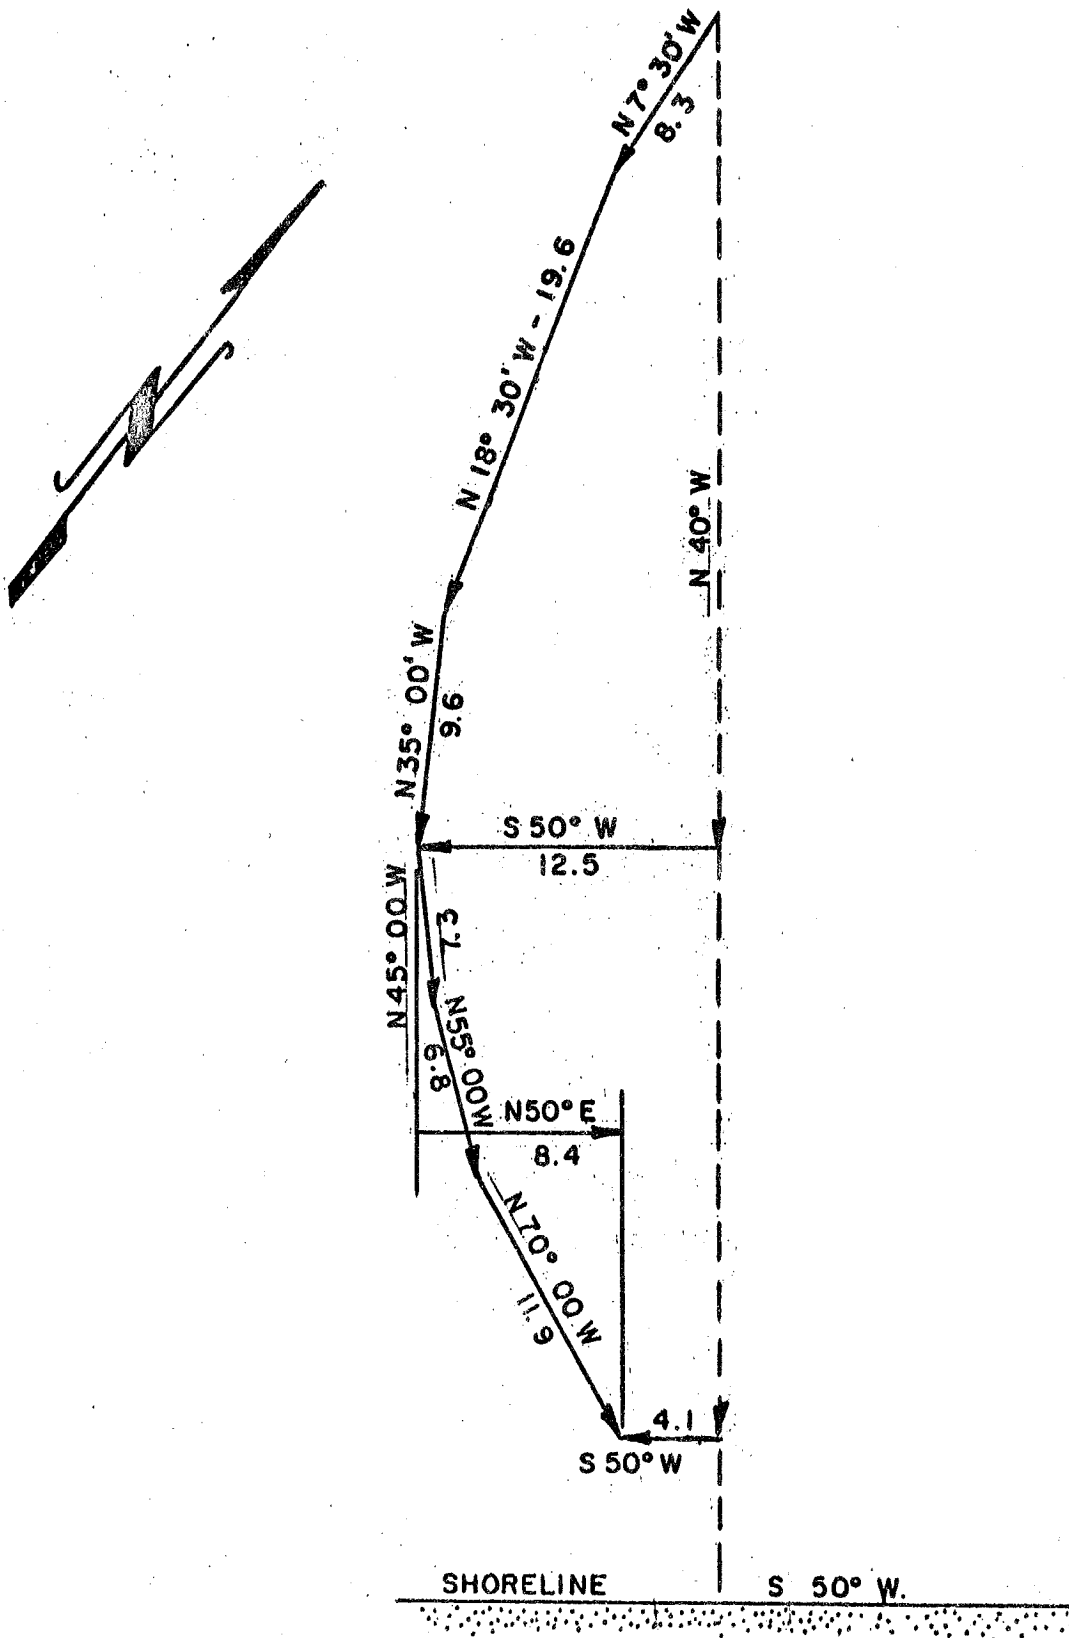 N 7° 30' W
8.3
N 18° 30' W - 19.6
N 40° W
N 35° 00' W
9.6
S 50° W
12.5
N 45° 00 W
7.3
N 55° 00 W
6.8
N 50° E
8.4
N 70° 00 W
11.9
4.1
S 50° W
SHORELINE
S 50° W.